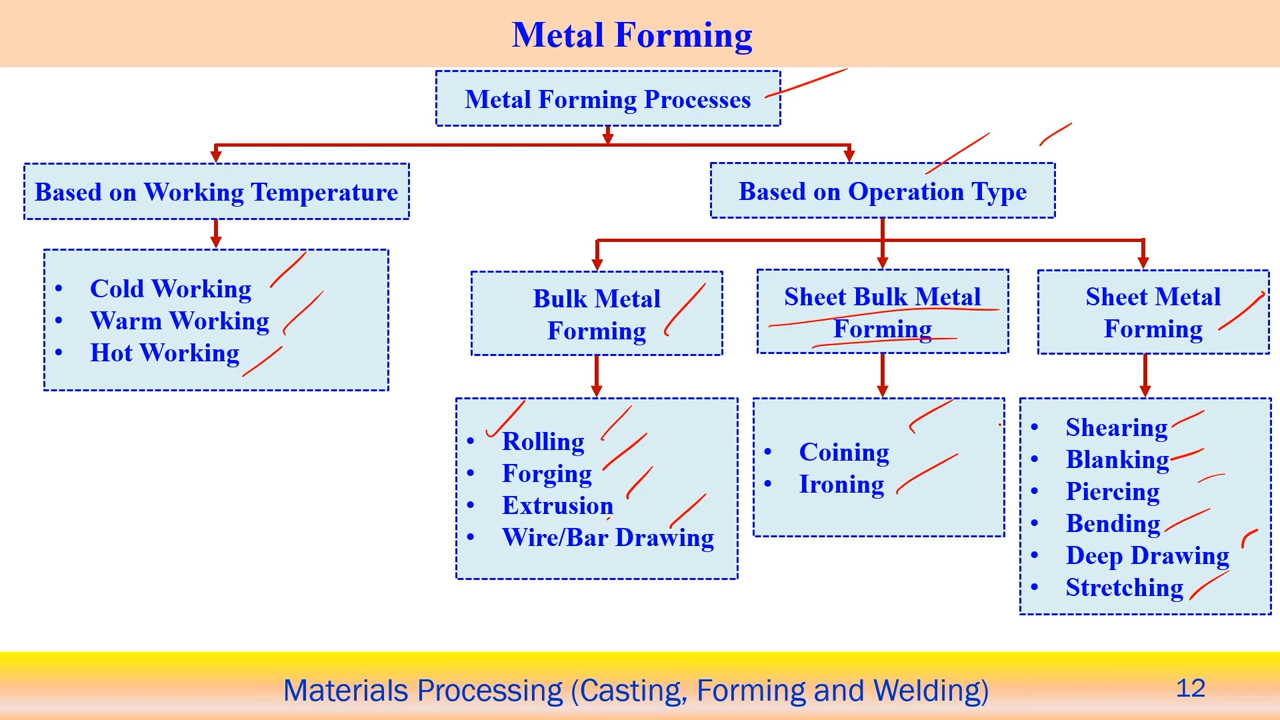 Metal Forming
Metal Forming Processes
Based on Working Temperature
Based on Operation Type
• Cold Working
• Warm Working
• Hot Working
Bulk Metal
Forming
Sheet Bulk Metal
Forming
Sheet Metal
Forming
• Rolling
• Forging
• Extrusion
• Wire/Bar Drawing
• Coining
• Ironing
• Shearing
• Blanking
• Piercing
• Bending
• Deep Drawing
• Stretching
Materials Processing (Casting, Forming and Welding)
12